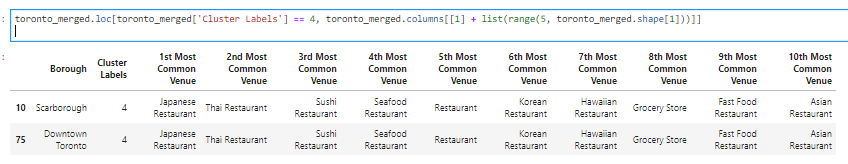 toronto_merged.loc[toronto_merged['Cluster Labels'] == 4, toronto_merged.columns[[1] + list(range(5, toronto_merged.shape[1]))]]
Borough Cluster Labels 1st Most Common Venue 2nd Most Common Venue 3rd Most Common Venue 4th Most Common Venue 5th Most Common Venue 6th Most Common Venue 7th Most Common Venue 8th Most Common Venue 9th Most Common Venue 10th Most Common Venue
10 Scarborough 4 Japanese Restaurant Thai Restaurant Sushi Restaurant Seafood Restaurant Restaurant Korean Restaurant Hawaiian Restaurant Grocery Store Fast Food Restaurant Asian Restaurant
75 Downtown Toronto 4 Japanese Restaurant Thai Restaurant Sushi Restaurant Seafood Restaurant Restaurant Korean Restaurant Hawaiian Restaurant Grocery Store Fast Food Restaurant Asian Restaurant